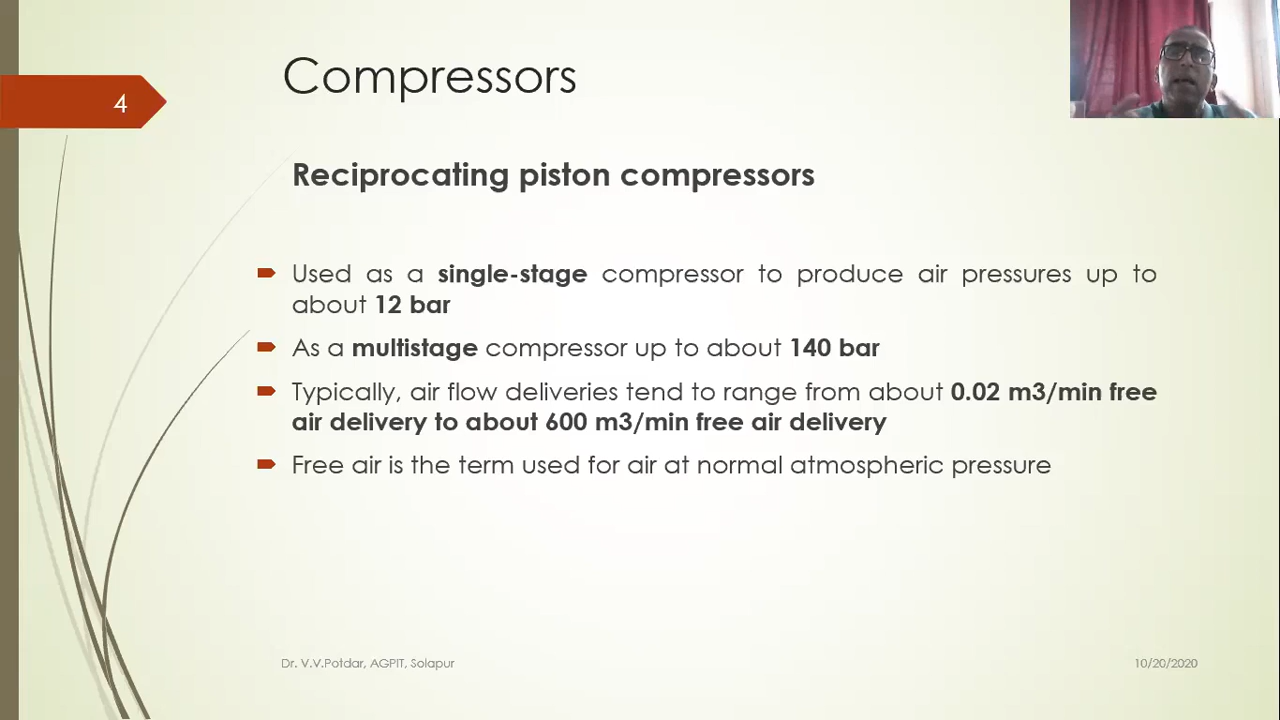 Compressors
4
Reciprocating piston compressors
Used as a single-stage compressor to produce air pressures up to
about 12 bar
As a multistage compressor up to about 140 bar
Typically, air flow deliveries tend to range from about 0.02 m3/min free
air delivery to about 600 m3/min free air delivery
Free air is the term used for air at normal atmospheric pressure
Dr. V.V.Potdar, AGPIT, Solapur
10/20/2020